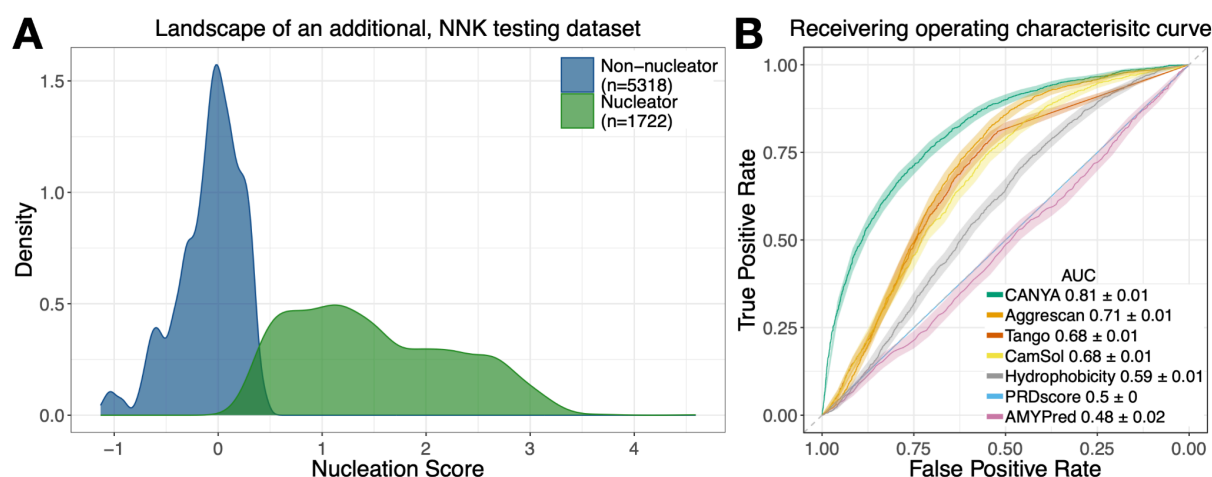 A
Landscape of an additional, NNK testing dataset
Non−nucleator
(n=5318)
Nucleator
(n=1722)
1.5
1.0
0.5
0.0
Density
−1
0
1
2
3
4
Nucleation Score
B
Receivering operating characterisitc curve
1.00
0.75
0.50
0.25
0.00
True Positive Rate
AUC
CANYA 0.81 ± 0.01
Aggrescan 0.71 ± 0.01
Tango 0.68 ± 0.01
CamSol 0.68 ± 0.01
Hydrophobicity 0.59 ± 0.01
PRDscore 0.5 ± 0
AMYPred 0.48 ± 0.02
1.00
0.75
0.50
0.25
0.00
False Positive Rate